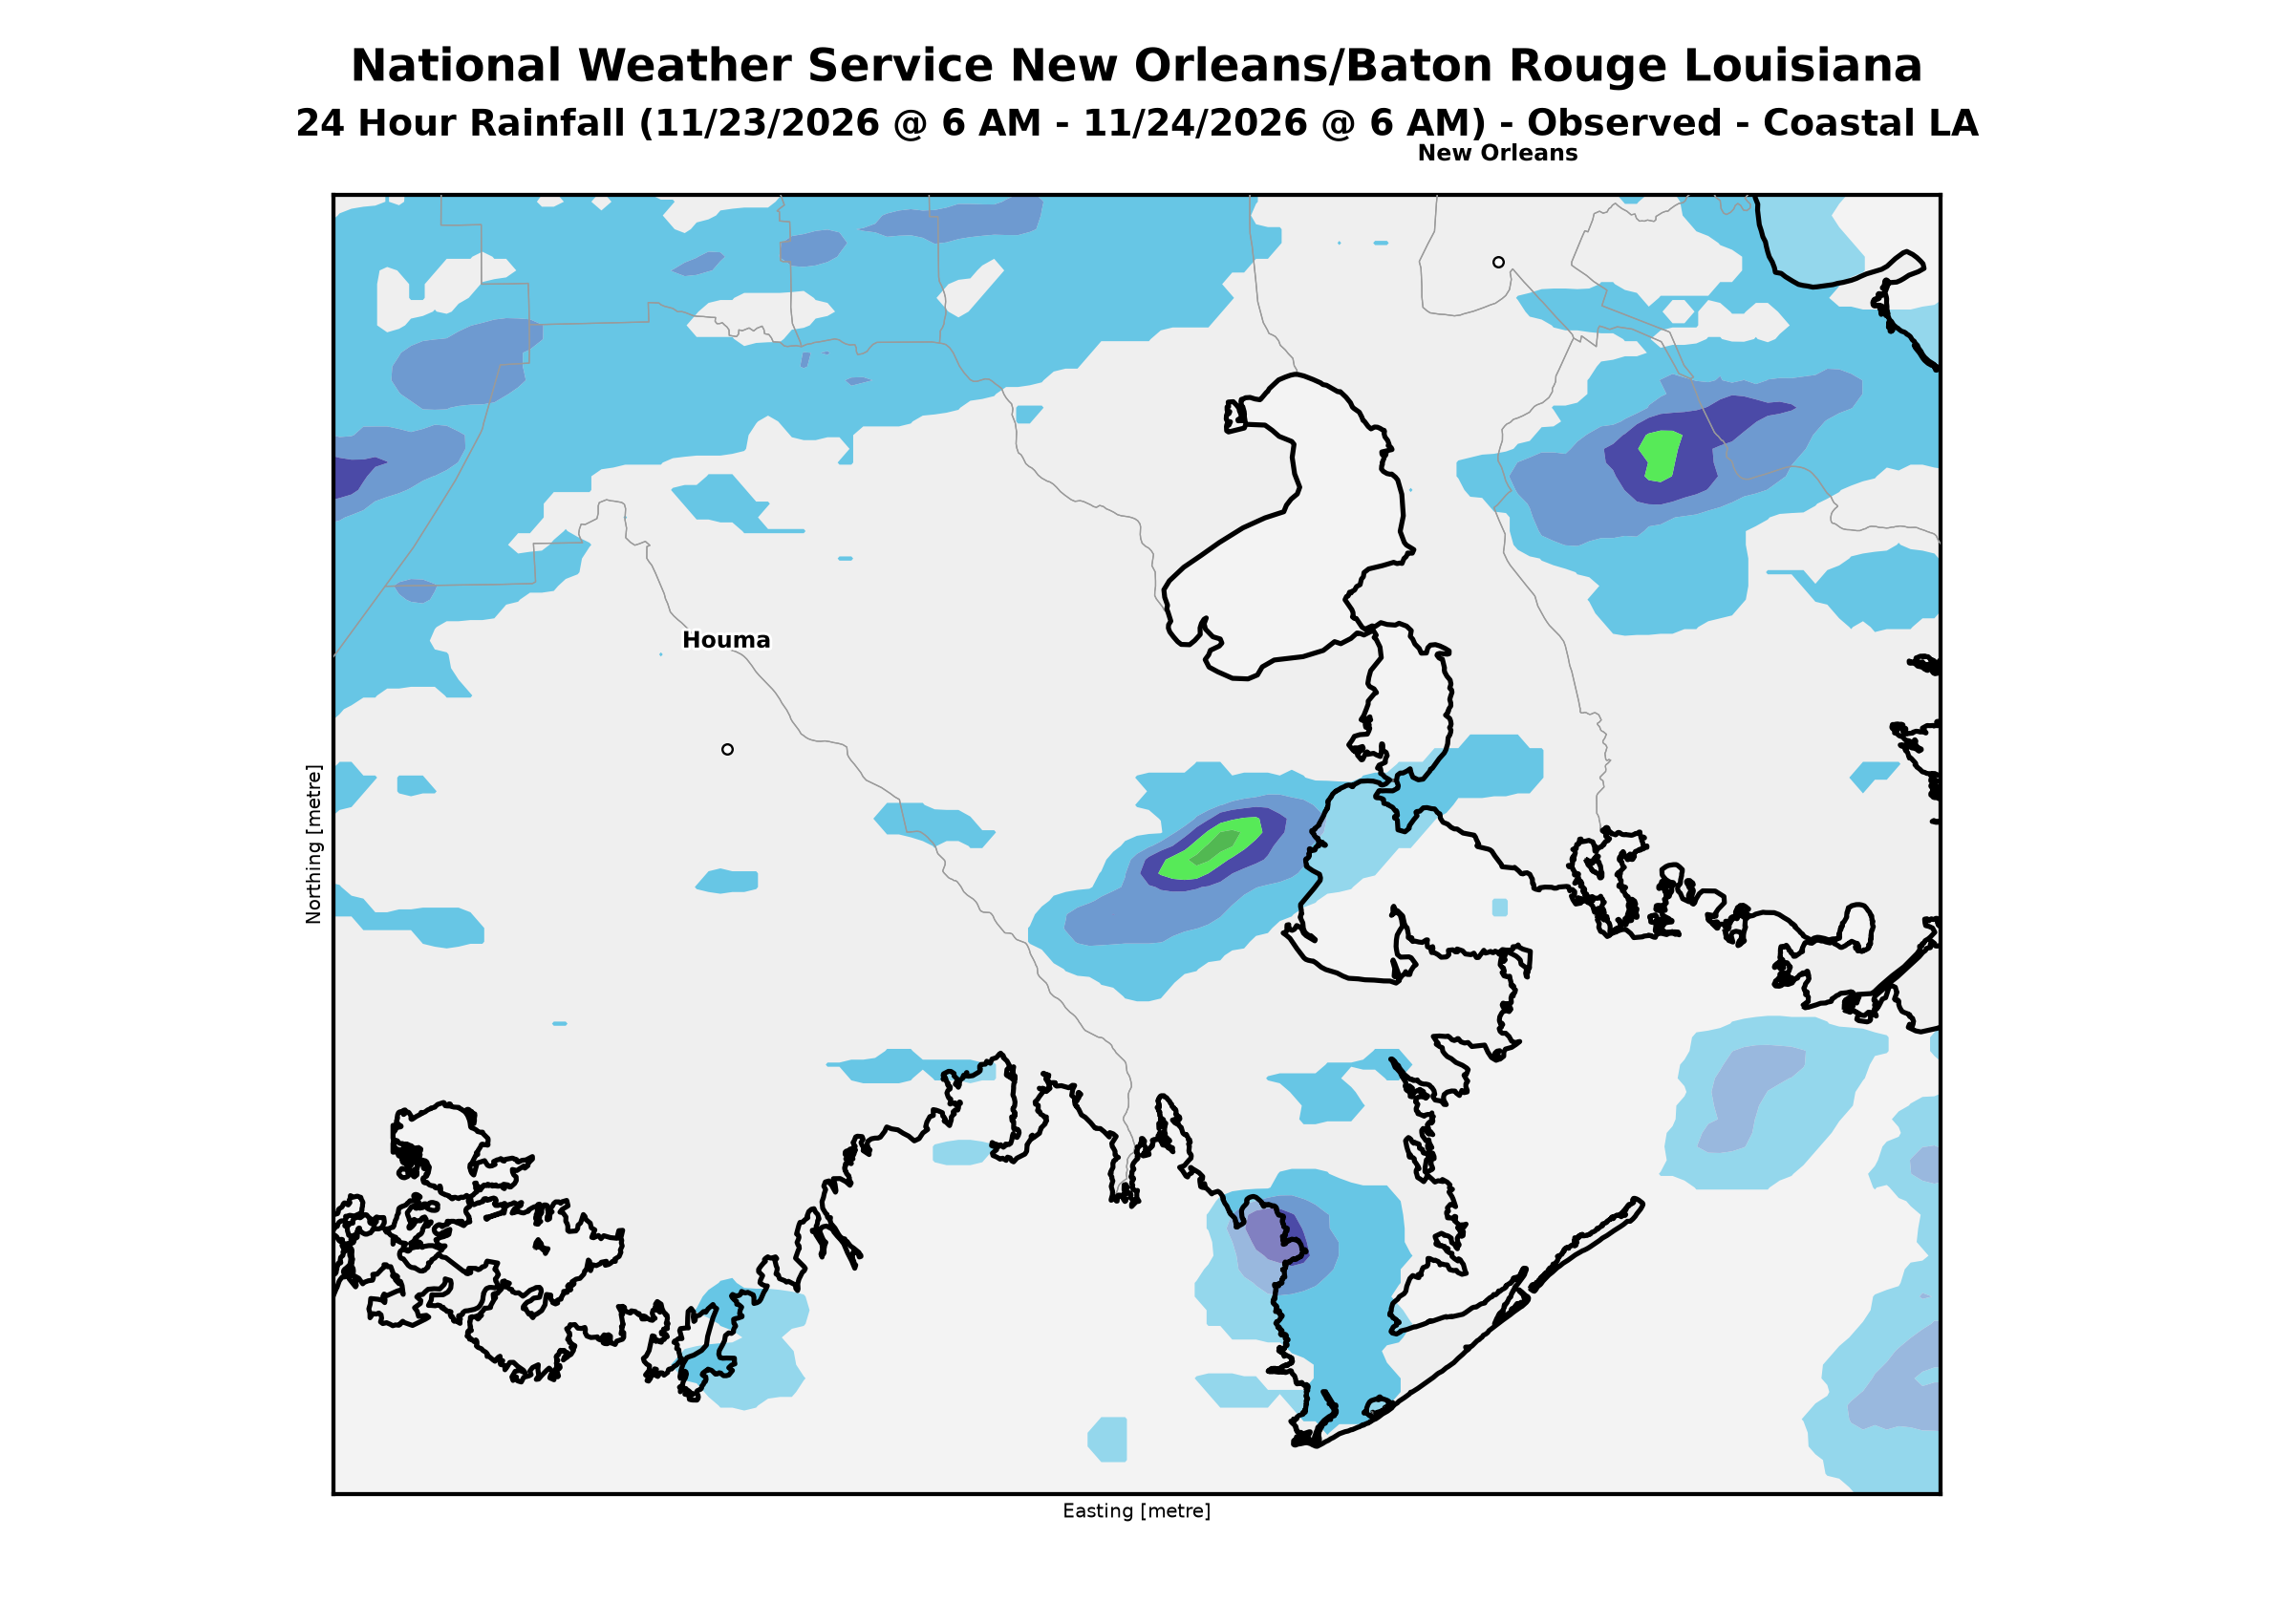 National Weather Service New Orleans/Baton Rouge Louisiana
24 Hour Rainfall (11/23/2026 @ 6 AM - 11/24/2026 @ 6 AM) - Observed - Coastal LA
New Orleans
Houma
Northing [metre]
Easting [metre]